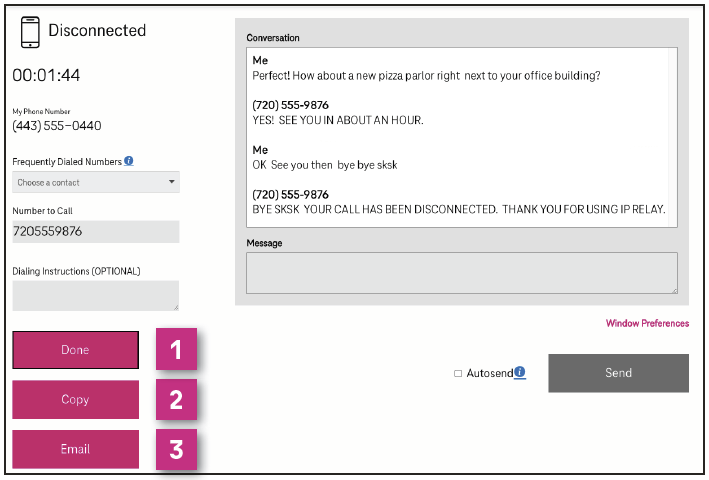 Disconnected
00:01:44
My Phone Number
(443) 555-0440
Frequently Dialed Numbers i
Choose a contact
Number to Call
7205559876
Dialing Instructions (OPTIONAL)
Done 1
Copy 2
Email 3
Conversation
Me
Perfect! How about a new pizza parlor right next to your office building?
(720) 555-9876
YES! SEE YOU IN ABOUT AN HOUR.
Me
OK See you then bye bye sksk
(720) 555-9876
BYE SKSK YOUR CALL HAS BEEN DISCONNECTED. THANK YOU FOR USING IP RELAY.
Message
Window Preferences
Autosend i
Send